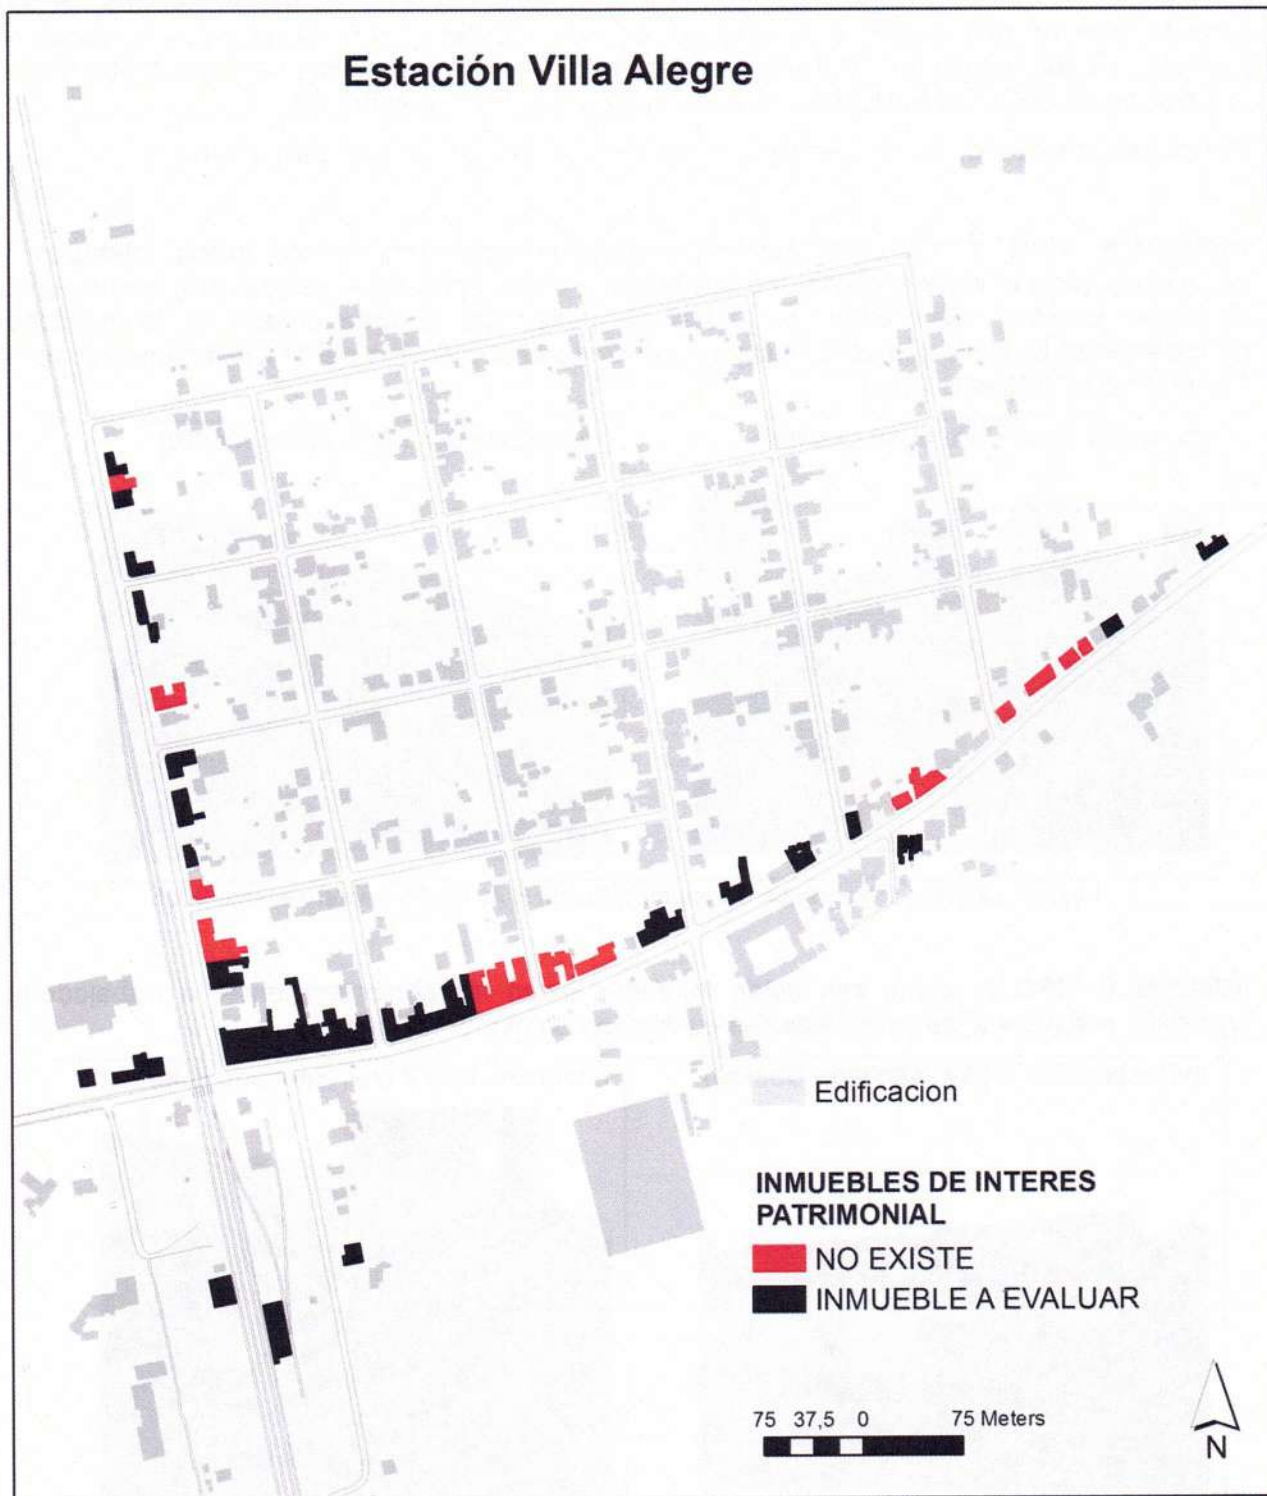 Estación Villa Alegre
Edificacion
INMUEBLES DE INTERES
PATRIMONIAL
NO EXISTE
INMUEBLE A EVALUAR
75 37,5 0 75 Meters
N